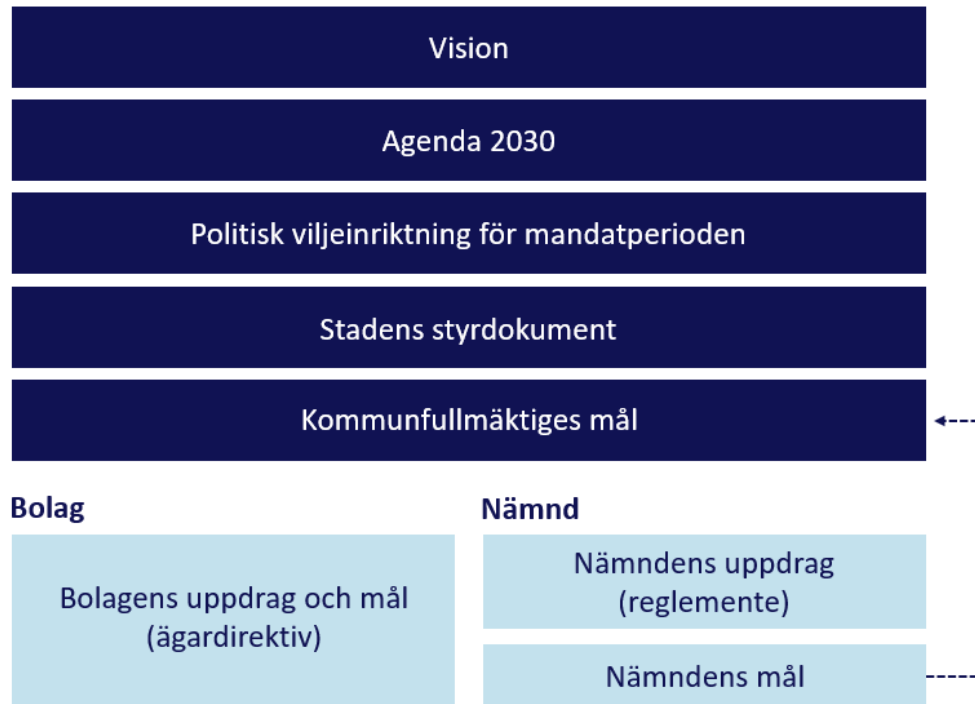 Vision
Agenda 2030
Politisk viljeinriktning för mandatperioden
Stadens styrdokument
Kommunfullmäktiges mål
Bolag
Bolagens uppdrag och mål
(ägardirektiv)
Nämnd
Nämndens uppdrag
(reglemente)
Nämndens mål